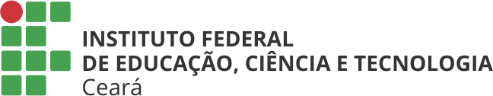 INSTITUTO FEDERAL
DE EDUCAÇÃO, CIÊNCIA E TECNOLOGIA
Ceará